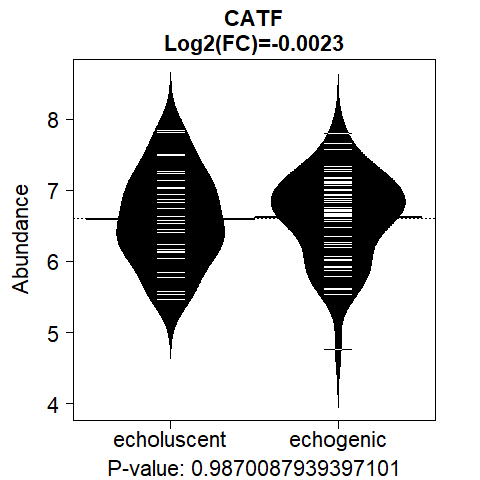 CATF
Log2(FC)=-0.0023
Abundance
8
7
6
5
4
echoluscent echogenic
P-value: 0.9870087939397101